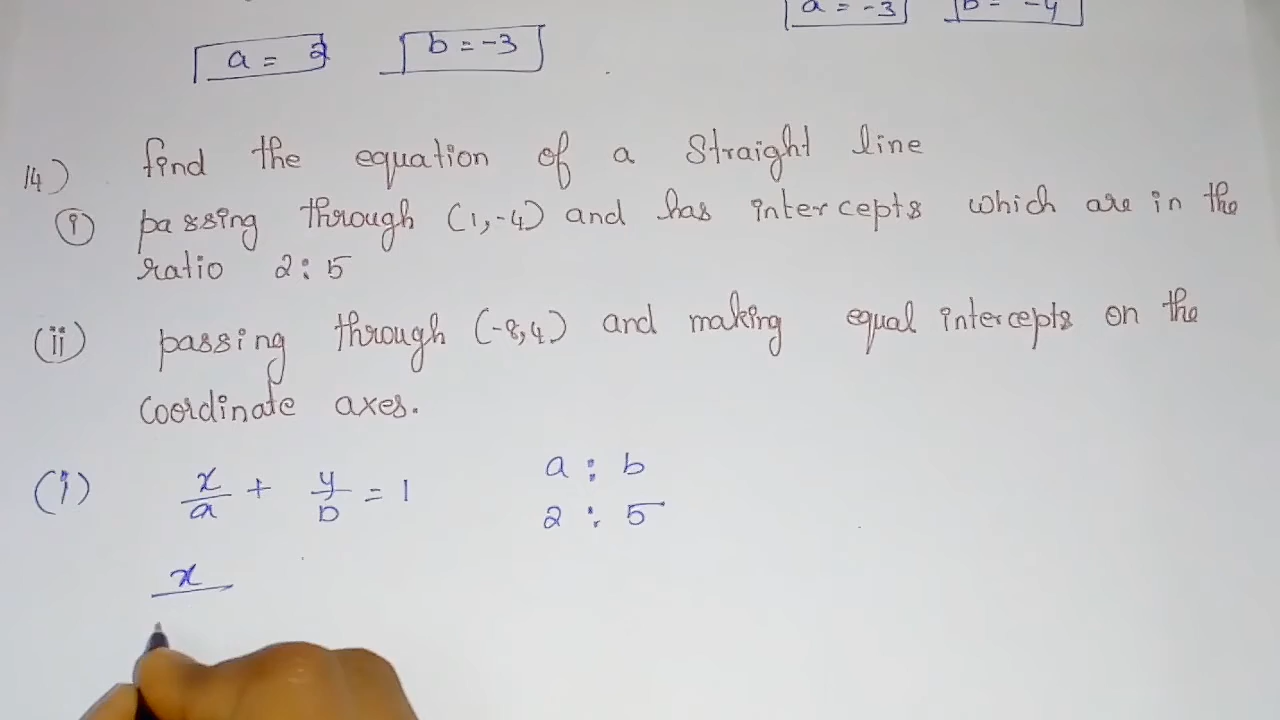 a = -3 b = -4
a = 2 b = -3
14) find the equation of a straight line
(i) passing through (1,-4) and has intercepts which are in the
ratio 2:5
(ii) passing through (-8,4) and making equal intercepts on the
coordinate axes.
(i) x/a + y/b = 1 a : b
2 : 5
x